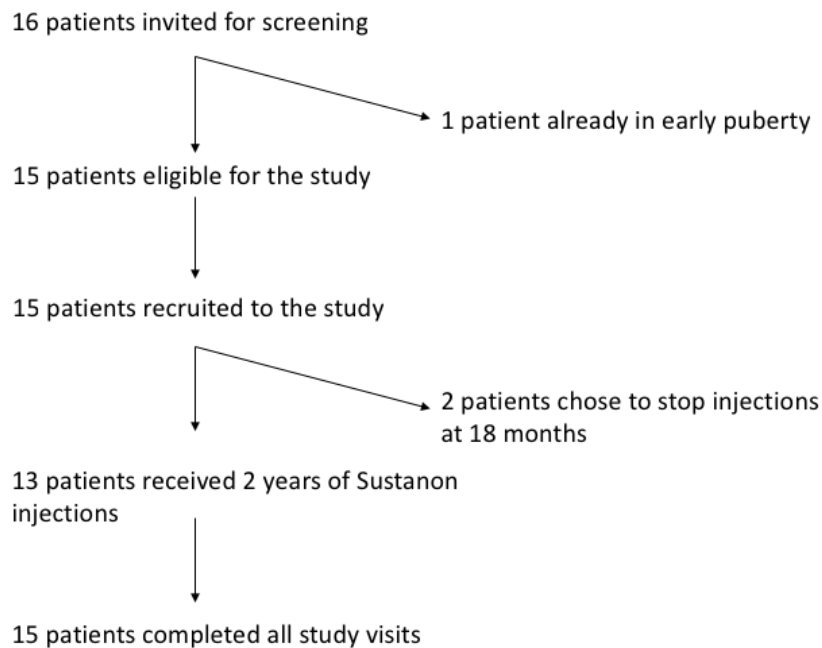 16 patients invited for screening
1 patient already in early puberty
15 patients eligible for the study
15 patients recruited to the study
2 patients chose to stop injections
at 18 months
13 patients received 2 years of Sustanon
injections
15 patients completed all study visits